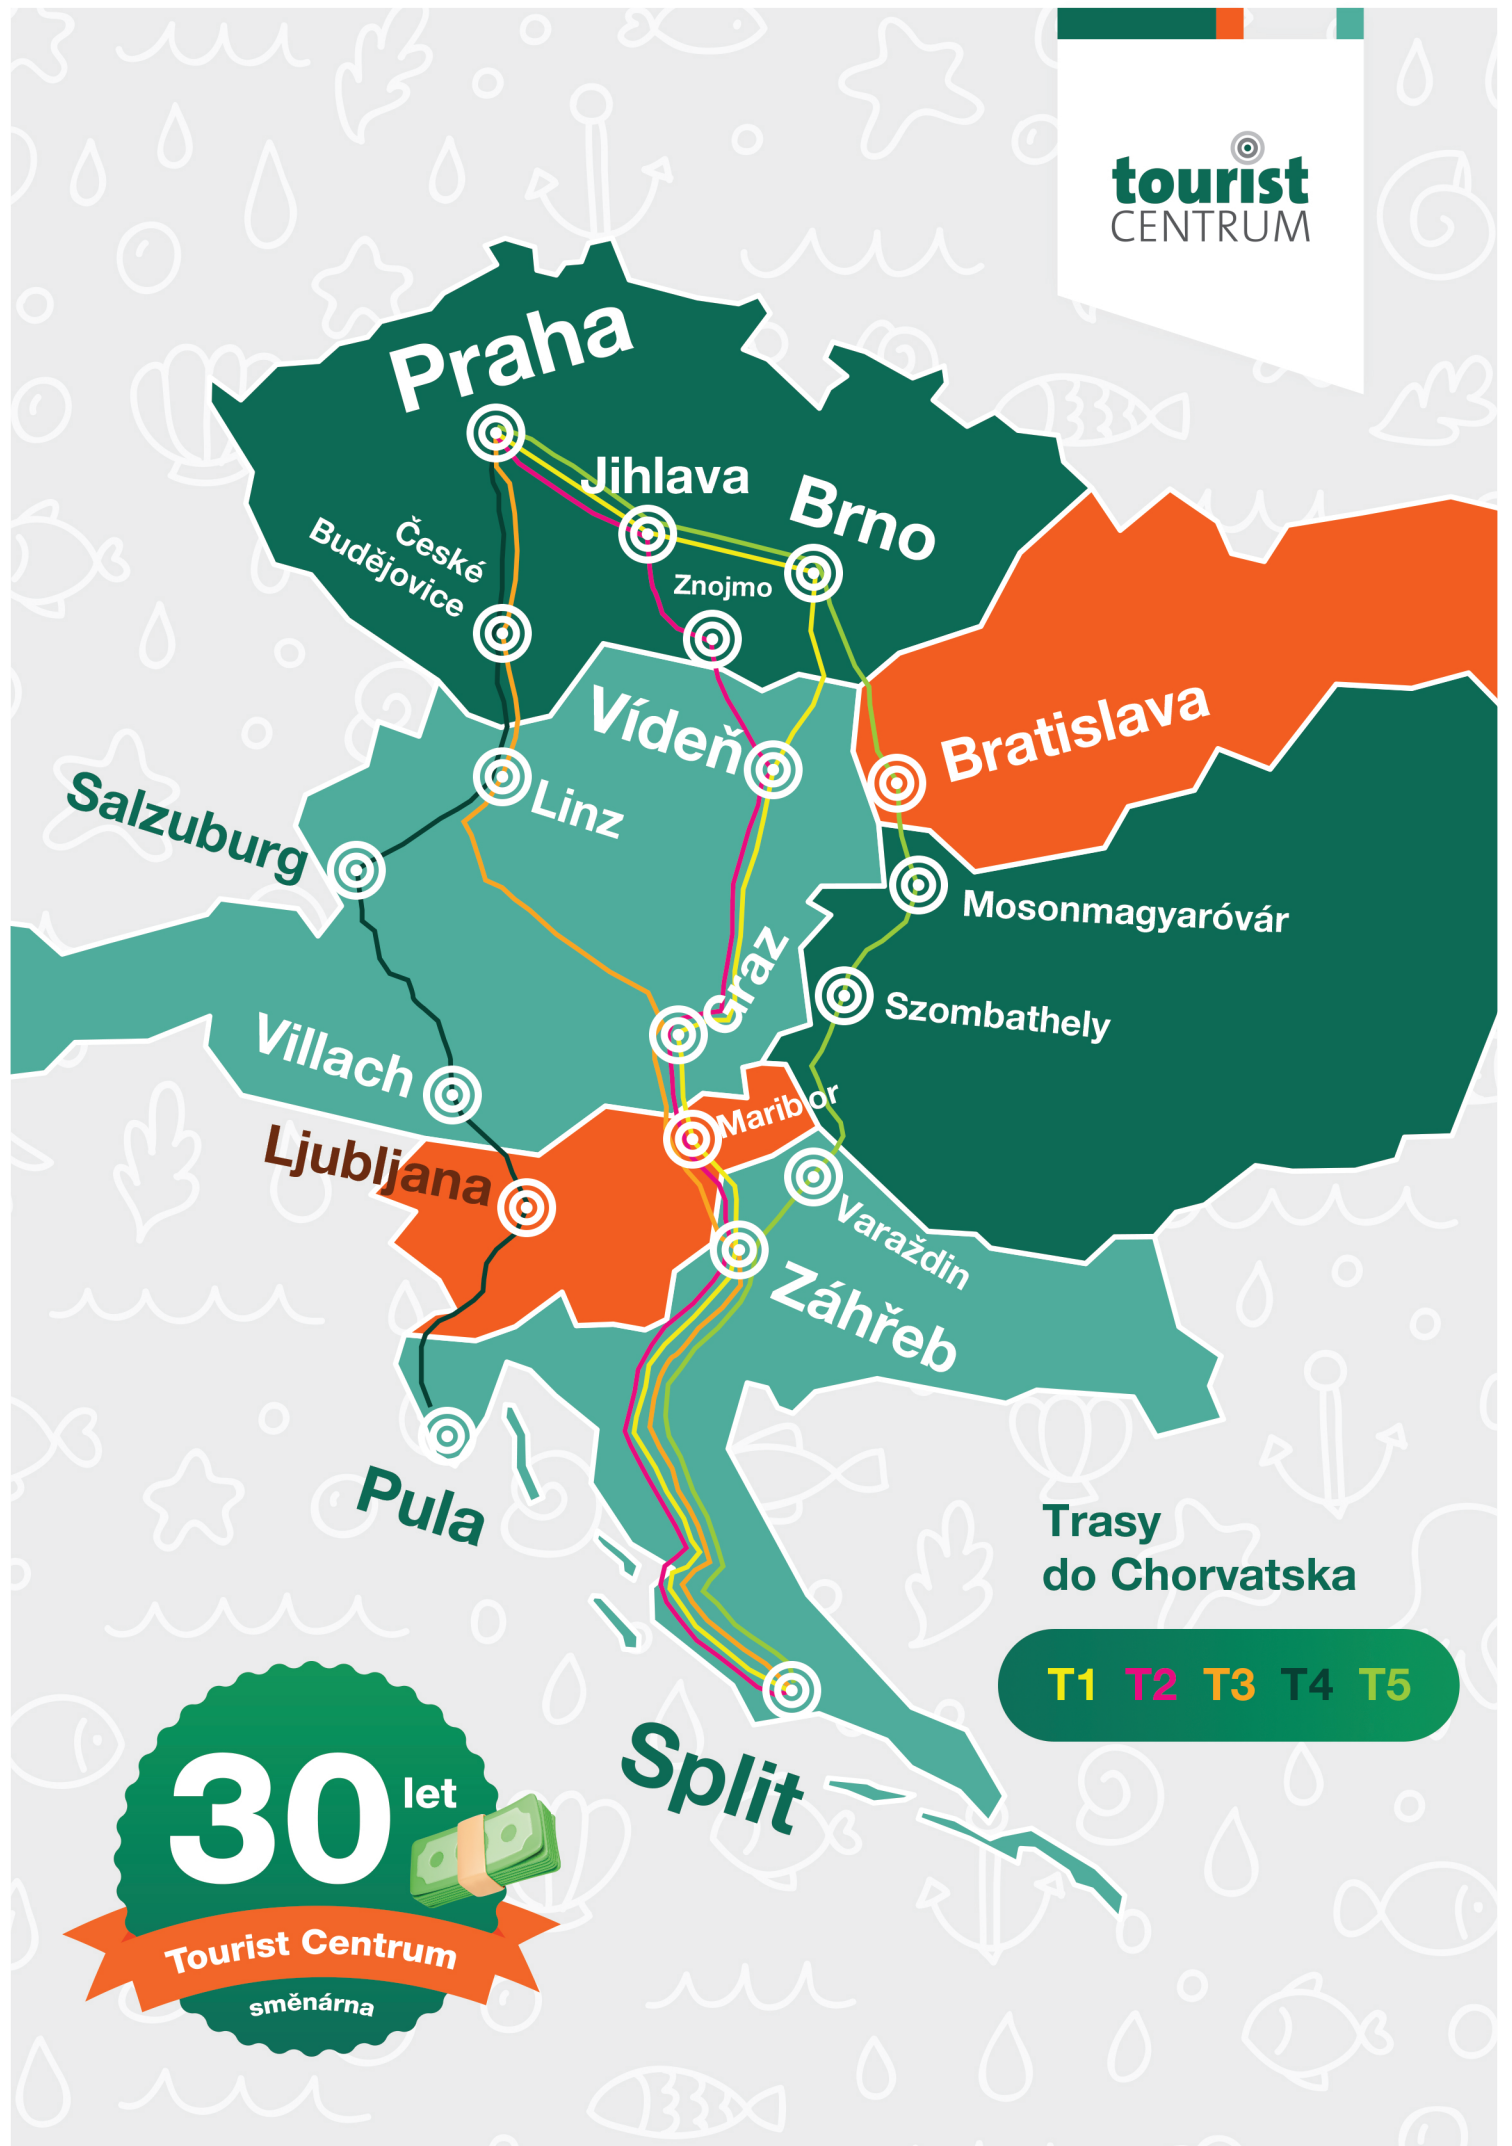 tourist
CENTRUM
Praha
Jihlava
Brno
České
Budějovice
Znojmo
Vídeň
Bratislava
Salzuburg
Linz
Mosonmagyaróvár
Graz
Szombathely
Villach
Maribor
Ljubljana
Varaždin
Záhřeb
Pula
Trasy
do Chorvatska
T1 T2 T3 T4 T5
Split
30 let
Tourist Centrum
směnárna